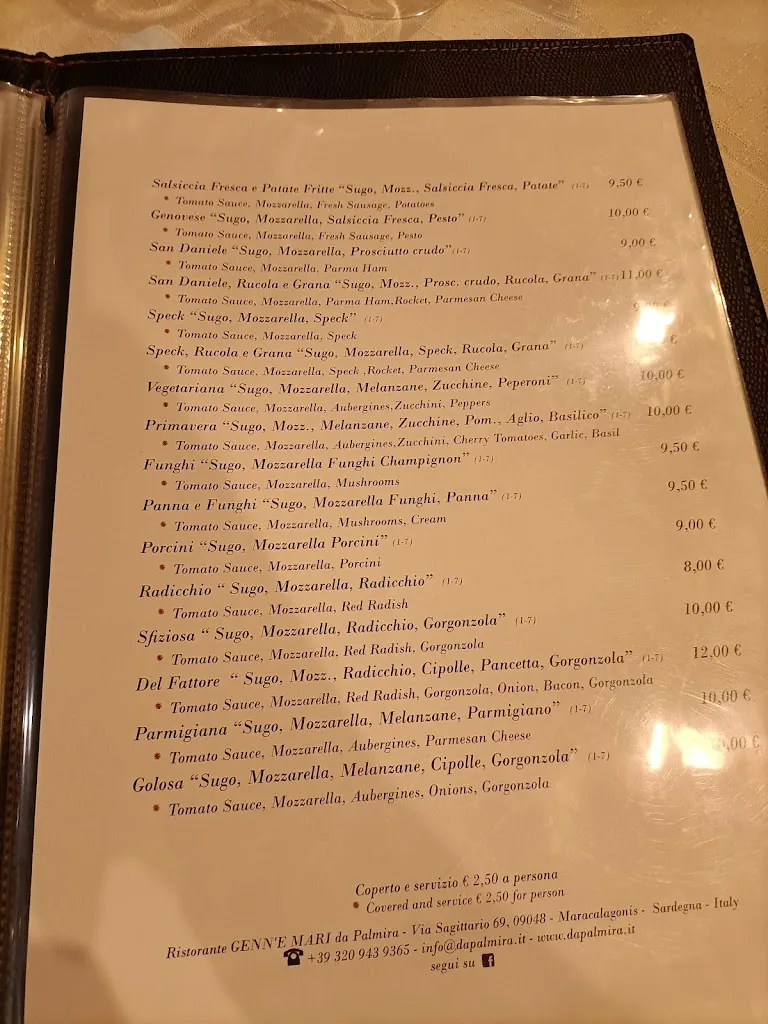 Salsiccia Fresca e Patate Fritte “Sugo, Mozz., Salsiccia Fresca, Patate” (1-7) 9,50 €
* Tomato Sauce, Mozzarella, Fresh Sausage, Potatoes
Genovese “Sugo, Mozzarella, Salsiccia Fresca, Pesto” (1-7) 10,00 €
* Tomato Sauce, Mozzarella, Fresh Sausage, Pesto
San Daniele “Sugo, Mozzarella, Prosciutto crudo” (1-7) 9,00 €
* Tomato Sauce, Mozzarella, Parma Ham
San Daniele, Rucola e Grana “Sugo, Mozz., Prosc. crudo, Rucola, Grana” (1-7) 11,00 €
* Tomato Sauce, Mozzarella, Parma Ham,Rocket, Parmesan Cheese
Speck “Sugo, Mozzarella, Speck” (1-7) €
* Tomato Sauce, Mozzarella, Speck
Speck, Rucola e Grana “Sugo, Mozzarella, Speck, Rucola, Grana” (1-7) €
* Tomato Sauce, Mozzarella, Speck ,Rocket, Parmesan Cheese
Vegetariana “Sugo, Mozzarella, Melanzane, Zucchine, Peperoni” (1-7) 10,00 €
* Tomato Sauce, Mozzarella, Aubergines,Zucchini, Peppers
Primavera “Sugo, Mozz., Melanzane, Zucchine, Pom., Aglio, Basilico” (1-7) 10,00 €
* Tomato Sauce, Mozzarella, Aubergines,Zucchini, Cherry Tomatoes, Garlic, Basil
Funghi “Sugo, Mozzarella Funghi Champignon” (1-7) 9,50 €
* Tomato Sauce, Mozzarella, Mushrooms
Panna e Funghi “Sugo, Mozzarella Funghi, Panna” (1-7) 9,50 €
* Tomato Sauce, Mozzarella, Mushrooms, Cream
Porcini “Sugo, Mozzarella Porcini” (1-7) 9,00 €
* Tomato Sauce, Mozzarella, Porcini
Radicchio “ Sugo, Mozzarella, Radicchio” (1-7) 8,00 €
* Tomato Sauce, Mozzarella, Red Radish
Sfiziosa “ Sugo, Mozzarella, Radicchio, Gorgonzola” (1-7) 10,00 €
* Tomato Sauce, Mozzarella, Red Radish, Gorgonzola
Del Fattore “ Sugo, Mozz., Radicchio, Cipolle, Pancetta, Gorgonzola” (1-7) 12,00 €
* Tomato Sauce, Mozzarella, Red Radish, Gorgonzola, Onion, Bacon, Gorgonzola
Parmigiana “Sugo, Mozzarella, Melanzane, Parmigiano” (1-7) 10,00 €
* Tomato Sauce, Mozzarella, Aubergines, Parmesan Cheese
Golosa “Sugo, Mozzarella, Melanzane, Cipolle, Gorgonzola” (1-7) €
* Tomato Sauce, Mozzarella, Aubergines, Onions, Gorgonzola
Coperto e servizio € 2,50 a persona
* Covered and service € 2,50 for person
Ristorante GENN'E MARI da Palmira - Via Sagittario 69, 09048 - Maracalagonis - Sardegna - Italy
+39 320 943 9365 - info@dapalmira.it - www.dapalmira.it
segui su f